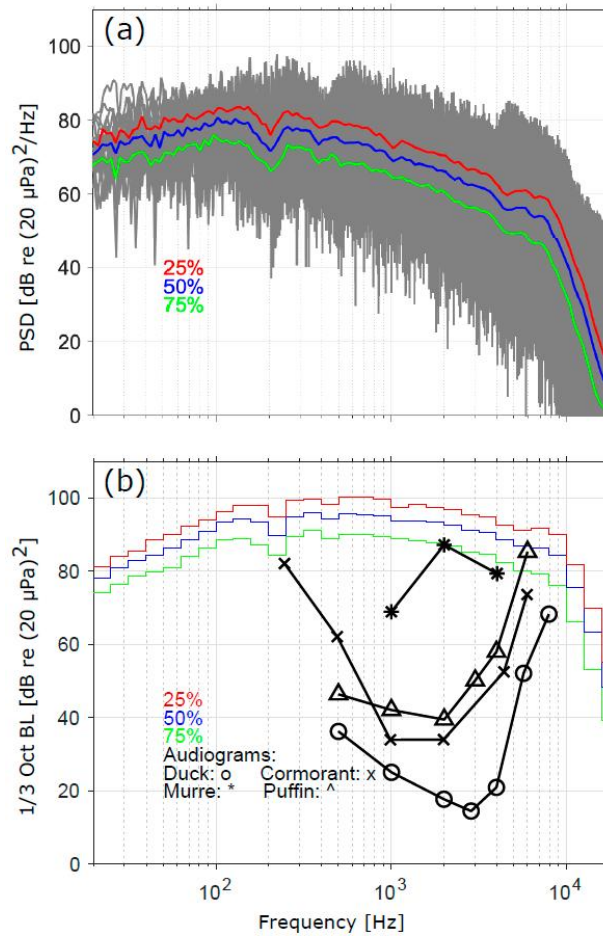 (a)
100
80
60
40
20
0
PSD [dB re (20 μPa)²/Hz]
25%
50%
75%
(b)
100
80
60
40
20
0
1/3 Oct BL [dB re (20 μPa)²]
25%
50%
75%
Audiograms:
Duck: o Cormorant: x
Murre: * Puffin: ^
10² 10³ 10⁴
Frequency [Hz]